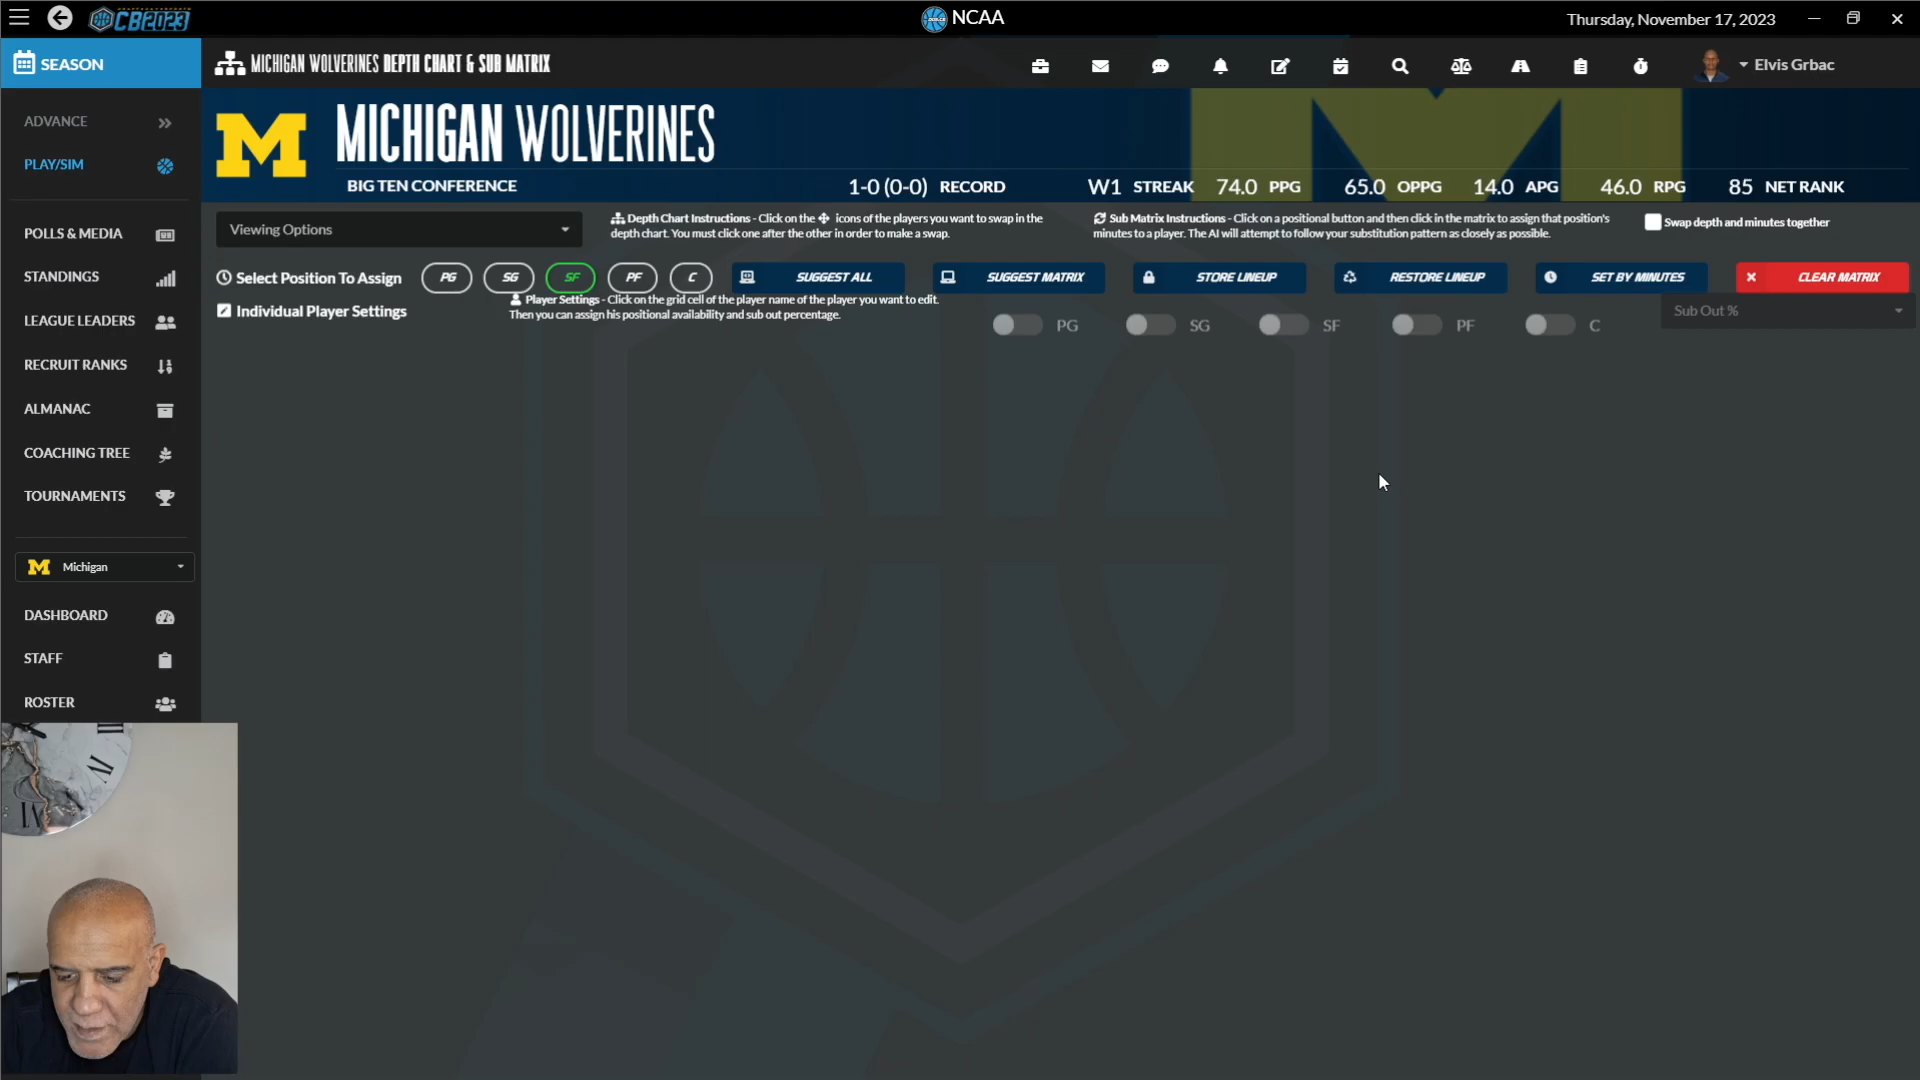 CB2023
NCAA
Thursday, November 17, 2023
SEASON
MICHIGAN WOLVERINES DEPTH CHART & SUB MATRIX
Elvis Grbac
ADVANCE
PLAY/SIM
POLLS & MEDIA
STANDINGS
LEAGUE LEADERS
RECRUIT RANKS
ALMANAC
COACHING TREE
TOURNAMENTS
Michigan
DASHBOARD
STAFF
ROSTER
MICHIGAN WOLVERINES
BIG TEN CONFERENCE
1-0 (0-0) RECORD
W1 STREAK
74.0 PPG
65.0 OPPG
14.0 APG
46.0 RPG
85 NET RANK
Viewing Options
Depth Chart Instructions - Click on the icons of the players you want to swap in the
depth chart. You must click one after the other in order to make a swap.
Sub Matrix Instructions - Click on a positional button and then click in the matrix to assign that position's
minutes to a player. The AI will attempt to follow your substitution pattern as closely as possible.
Swap depth and minutes together
Select Position To Assign
PG SG SF PF C
SUGGEST ALL
SUGGEST MATRIX
STORE LINEUP
RESTORE LINEUP
SET BY MINUTES
CLEAR MATRIX
Individual Player Settings
Player Settings - Click on the grid cell of the player name of the player you want to edit.
Then you can assign his positional availability and sub out percentage.
PG SG SF PF C
Sub Out %